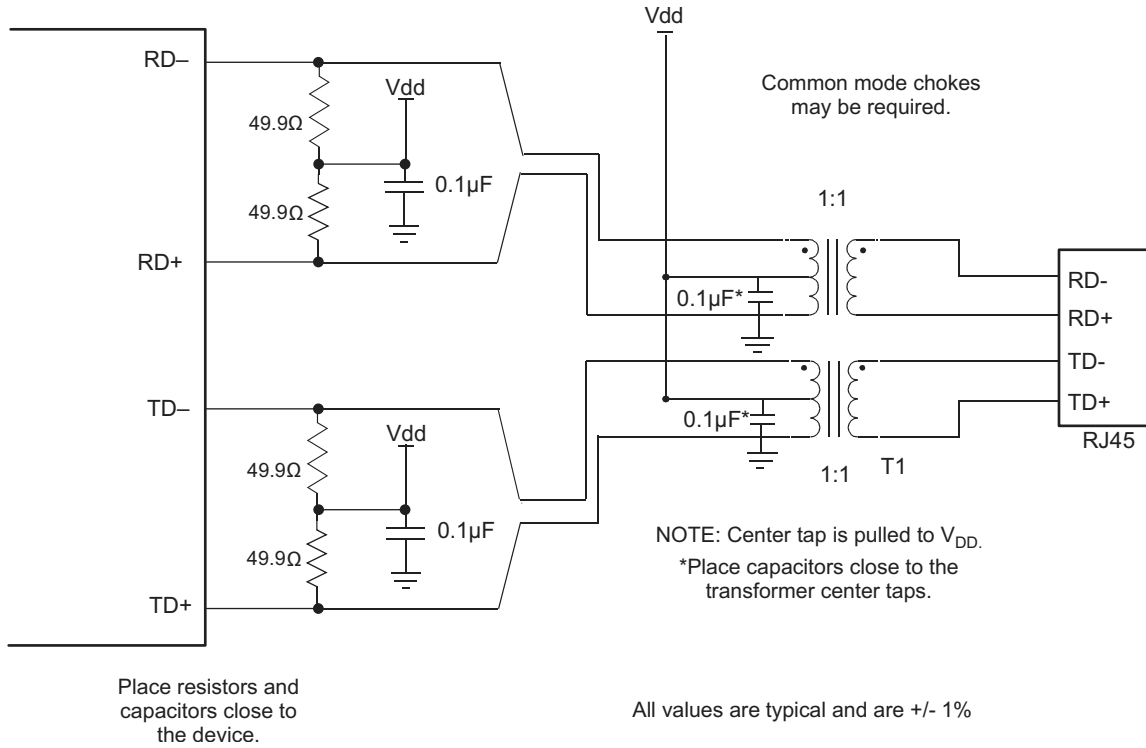 Vdd
RD–
Vdd
Common mode chokes
may be required.
49.9Ω
0.1µF
49.9Ω
1:1
RD+
0.1µF*
RD-
RD+
TD-
TD+
RJ45
TD–
Vdd
0.1µF*
1:1
T1
49.9Ω
0.1µF
49.9Ω
TD+
NOTE: Center tap is pulled to VDD.
*Place capacitors close to the
transformer center taps.
Place resistors and
capacitors close to
the device.
All values are typical and are +/- 1%